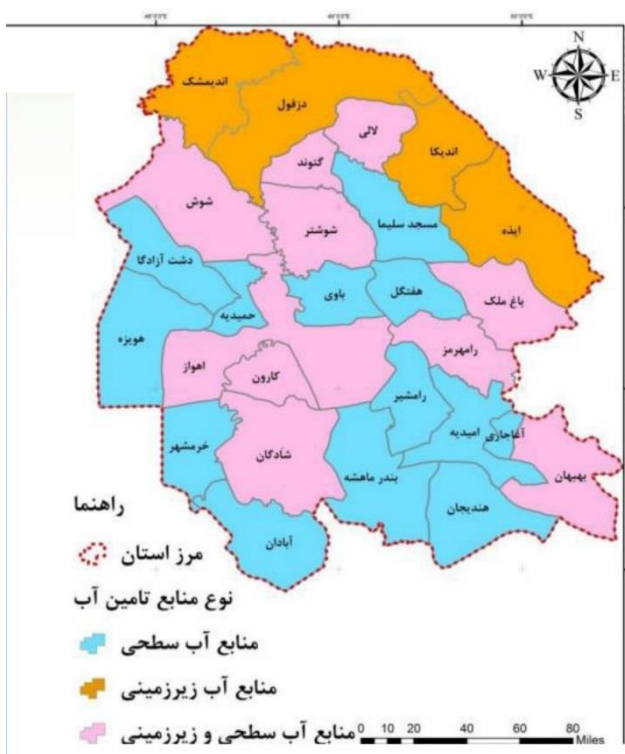 N
W E
S
اندیمشک
دزفول
لالی
اندیکا
گتوند
شوش
ایذه
شوشتر
مسجد سلیما
دشت آزادگا
باوی
هفتگل
باغ ملک
حمیدیه
هویزه
رامهرمز
اهواز
کارون
رامشیر
امیدیه
آغاجاری
خرمشهر
شادگان
بندر ماهشه
بهبهان
هندیجان
آبادان
راهنما
مرز استان
نوع منابع تامین آب
منابع آب سطحی
منابع آب زیرزمینی
منابع آب سطحی و زیرزمینی
0 10 20 40 60 80
Miles